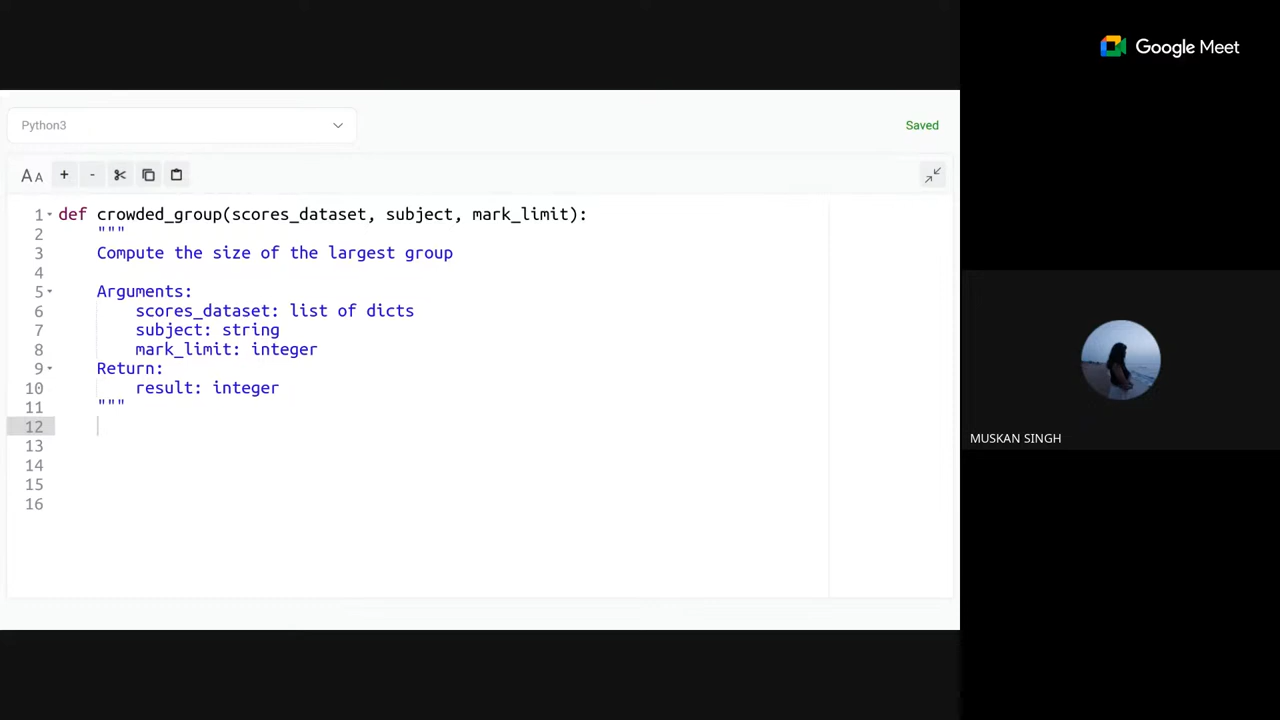 Google Meet
Python3
Saved
AA + -
1 def crowded_group(scores_dataset, subject, mark_limit):
2 """
3 Compute the size of the largest group
4
5 Arguments:
6 scores_dataset: list of dicts
7 subject: string
8 mark_limit: integer
9 Return:
10 result: integer
11 """
12
13
14
15
16
MUSKAN SINGH